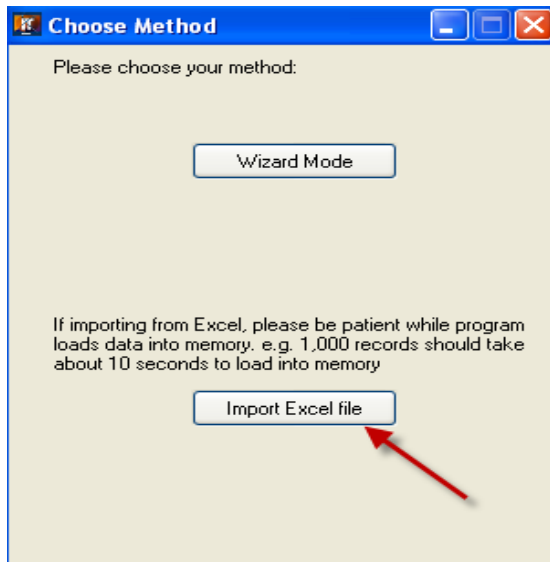 Choose Method
Please choose your method:
Wizard Mode
If importing from Excel, please be patient while program
loads data into memory. e.g. 1,000 records should take
about 10 seconds to load into memory
Import Excel file